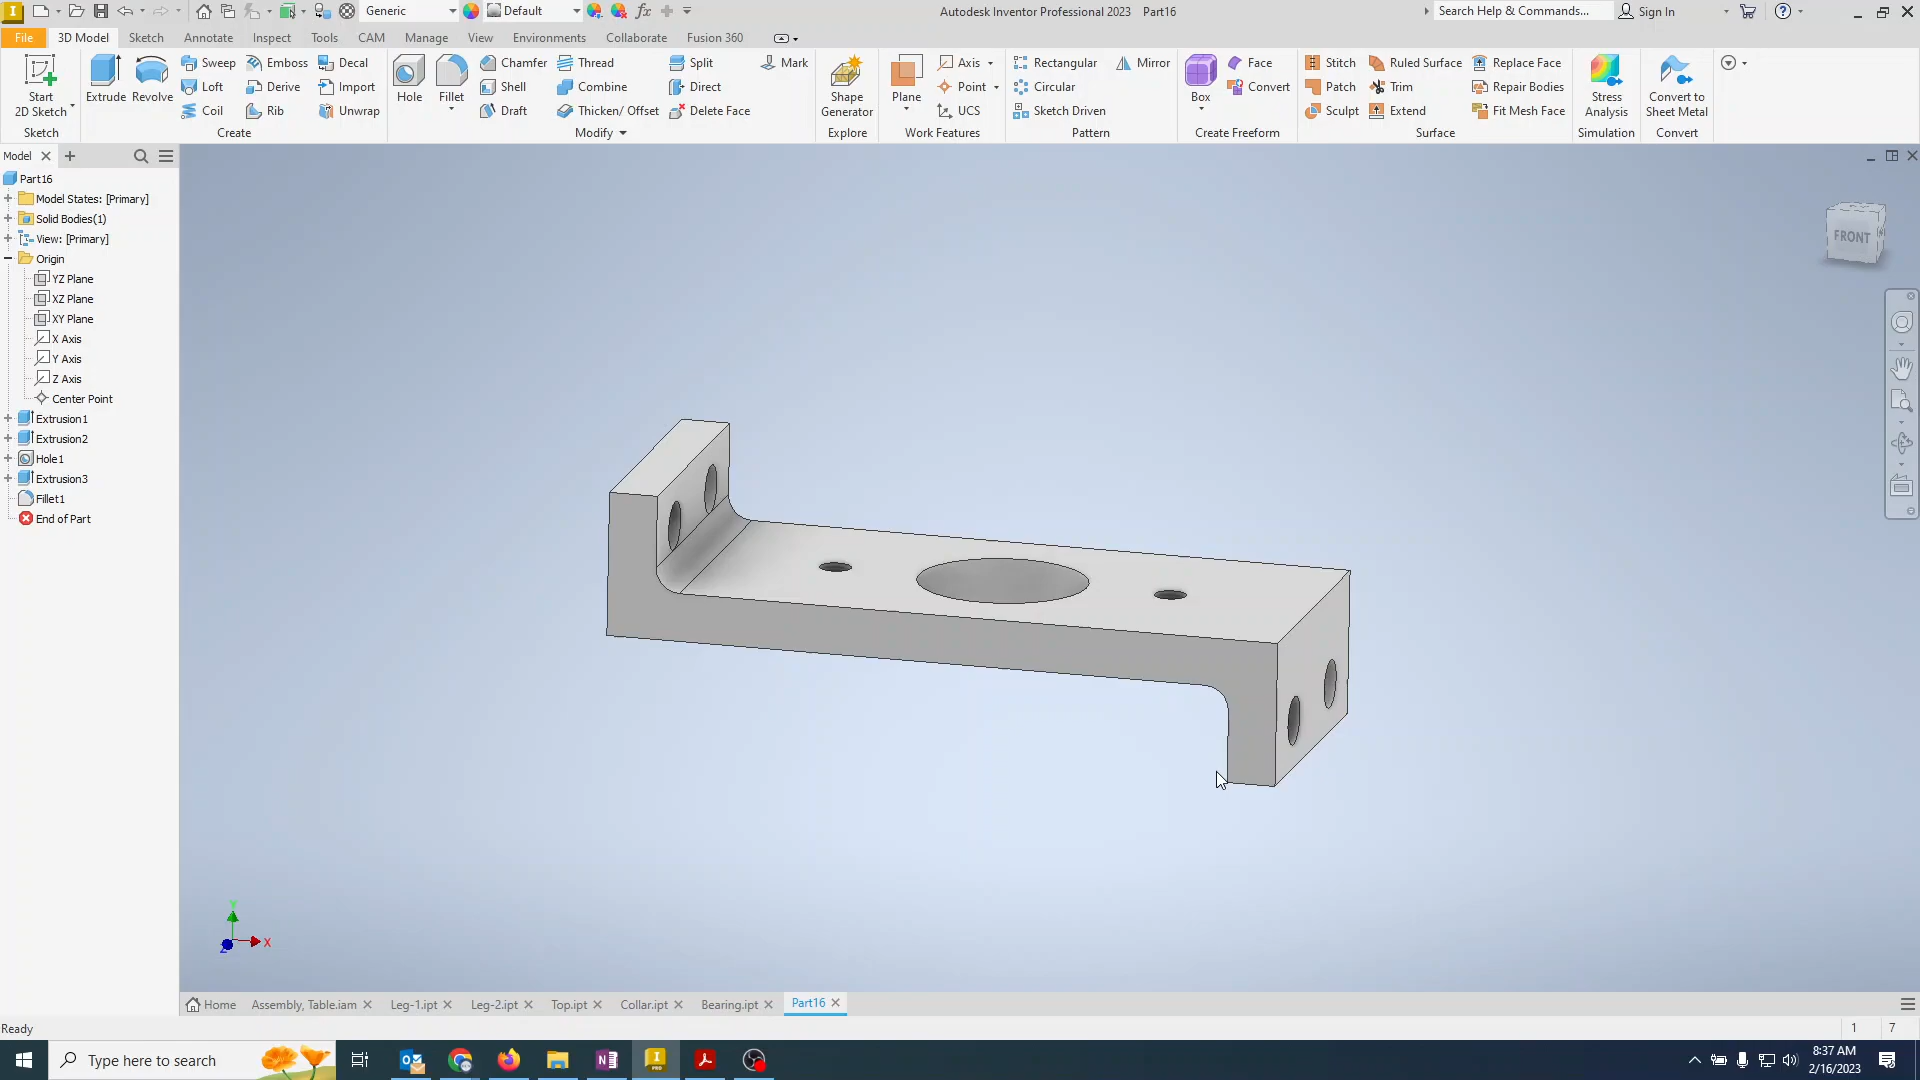 Generic
Default
fx
Autodesk Inventor Professional 2023 Part16
Search Help & Commands...
Sign In
File
3D Model
Sketch
Annotate
Inspect
Tools
CAM
Manage
View
Environments
Collaborate
Fusion 360
Start
2D Sketch
Sketch
Extrude
Revolve
Sweep
Loft
Coil
Emboss
Derive
Rib
Decal
Import
Unwrap
Create
Hole
Fillet
Chamfer
Shell
Draft
Thread
Combine
Thicken/ Offset
Split
Direct
Delete Face
Mark
Modify
Shape
Generator
Explore
Plane
Axis
Point
UCS
Work Features
Rectangular
Circular
Sketch Driven
Mirror
Pattern
Box
Face
Convert
Create Freeform
Stitch
Patch
Sculpt
Ruled Surface
Trim
Extend
Replace Face
Repair Bodies
Fit Mesh Face
Surface
Stress
Analysis
Simulation
Convert to
Sheet Metal
Convert
Model
Part16
Model States: [Primary]
Solid Bodies(1)
View: [Primary]
Origin
YZ Plane
XZ Plane
XY Plane
X Axis
Y Axis
Z Axis
Center Point
Extrusion1
Extrusion2
Hole1
Extrusion3
Fillet1
End of Part
FRONT
Y
X
Z
Home
Assembly, Table.iam
Leg-1.ipt
Leg-2.ipt
Top.ipt
Collar.ipt
Bearing.ipt
Part16
Ready
1
7
Type here to search
8:37 AM
2/16/2023